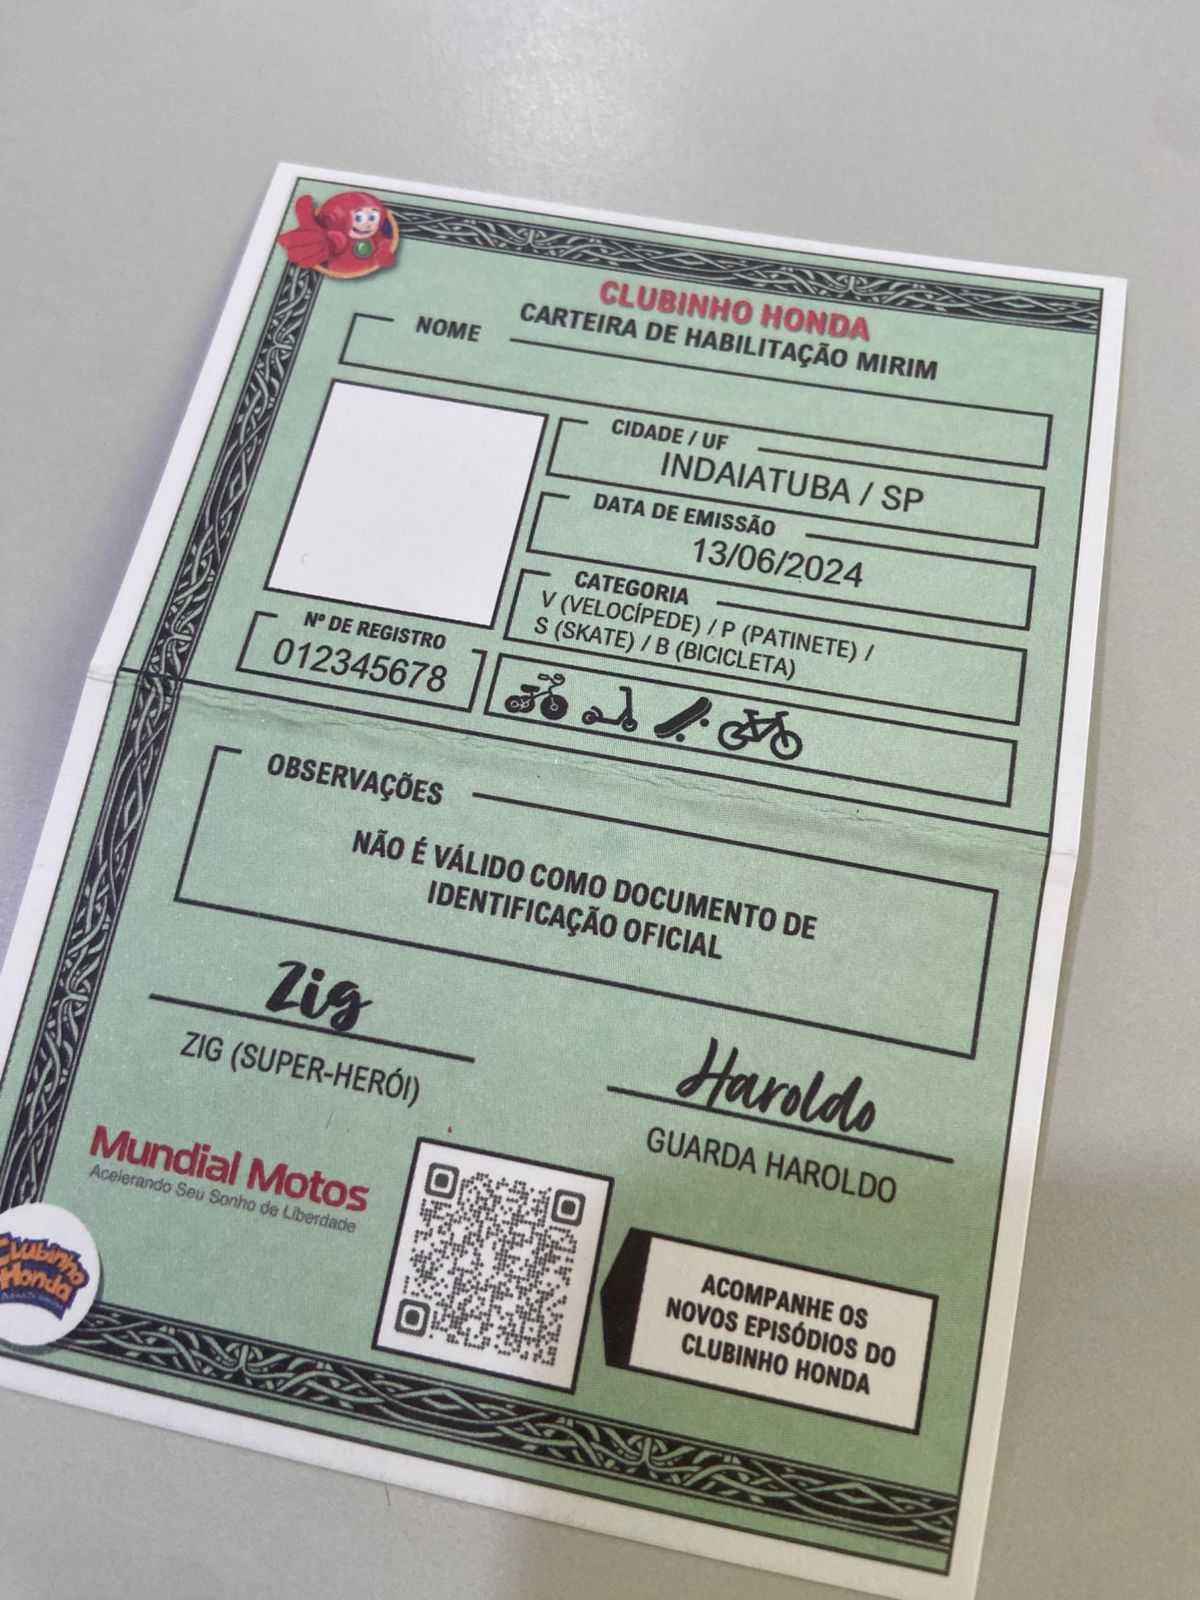 CLUBINHO HONDA
CARTEIRA DE HABILITAÇÃO MIRIM
NOME
CIDADE / UF
INDAIATUBA / SP
DATA DE EMISSÃO
13/06/2024
CATEGORIA
V (VELOCÍPEDE) / P (PATINETE) /
S (SKATE) / B (BICICLETA)
Nº DE REGISTRO
012345678
OBSERVAÇÕES
NÃO É VÁLIDO COMO DOCUMENTO DE
IDENTIFICAÇÃO OFICIAL
Zig
ZIG (SUPER-HERÓI)
Haroldo
GUARDA HAROLDO
Mundial Motos
Acelerando Seu Sonho de Liberdade
Clubinho
Honda
ACOMPANHE OS
NOVOS EPISÓDIOS DO
CLUBINHO HONDA